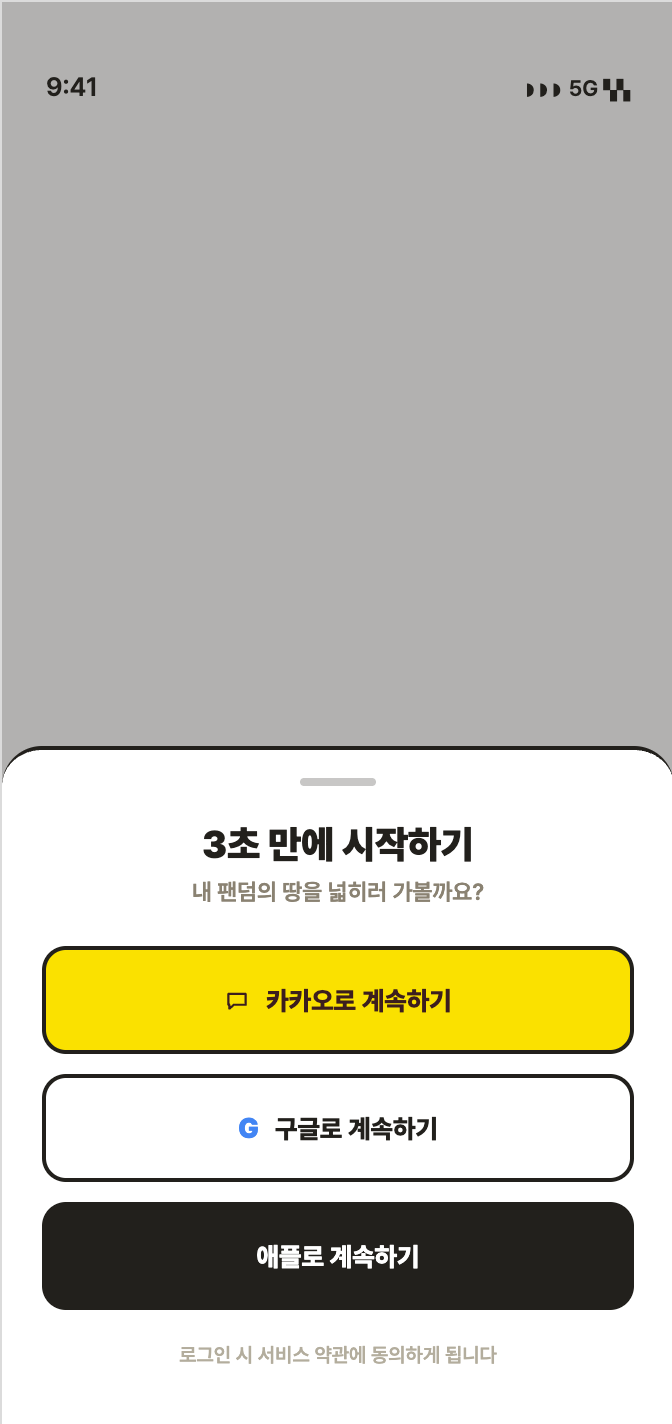 9:41
5G
3초 만에 시작하기
내 팬덤의 땅을 넓히러 가볼까요?
카카오로 계속하기
G 구글로 계속하기
애플로 계속하기
로그인 시 서비스 약관에 동의하게 됩니다